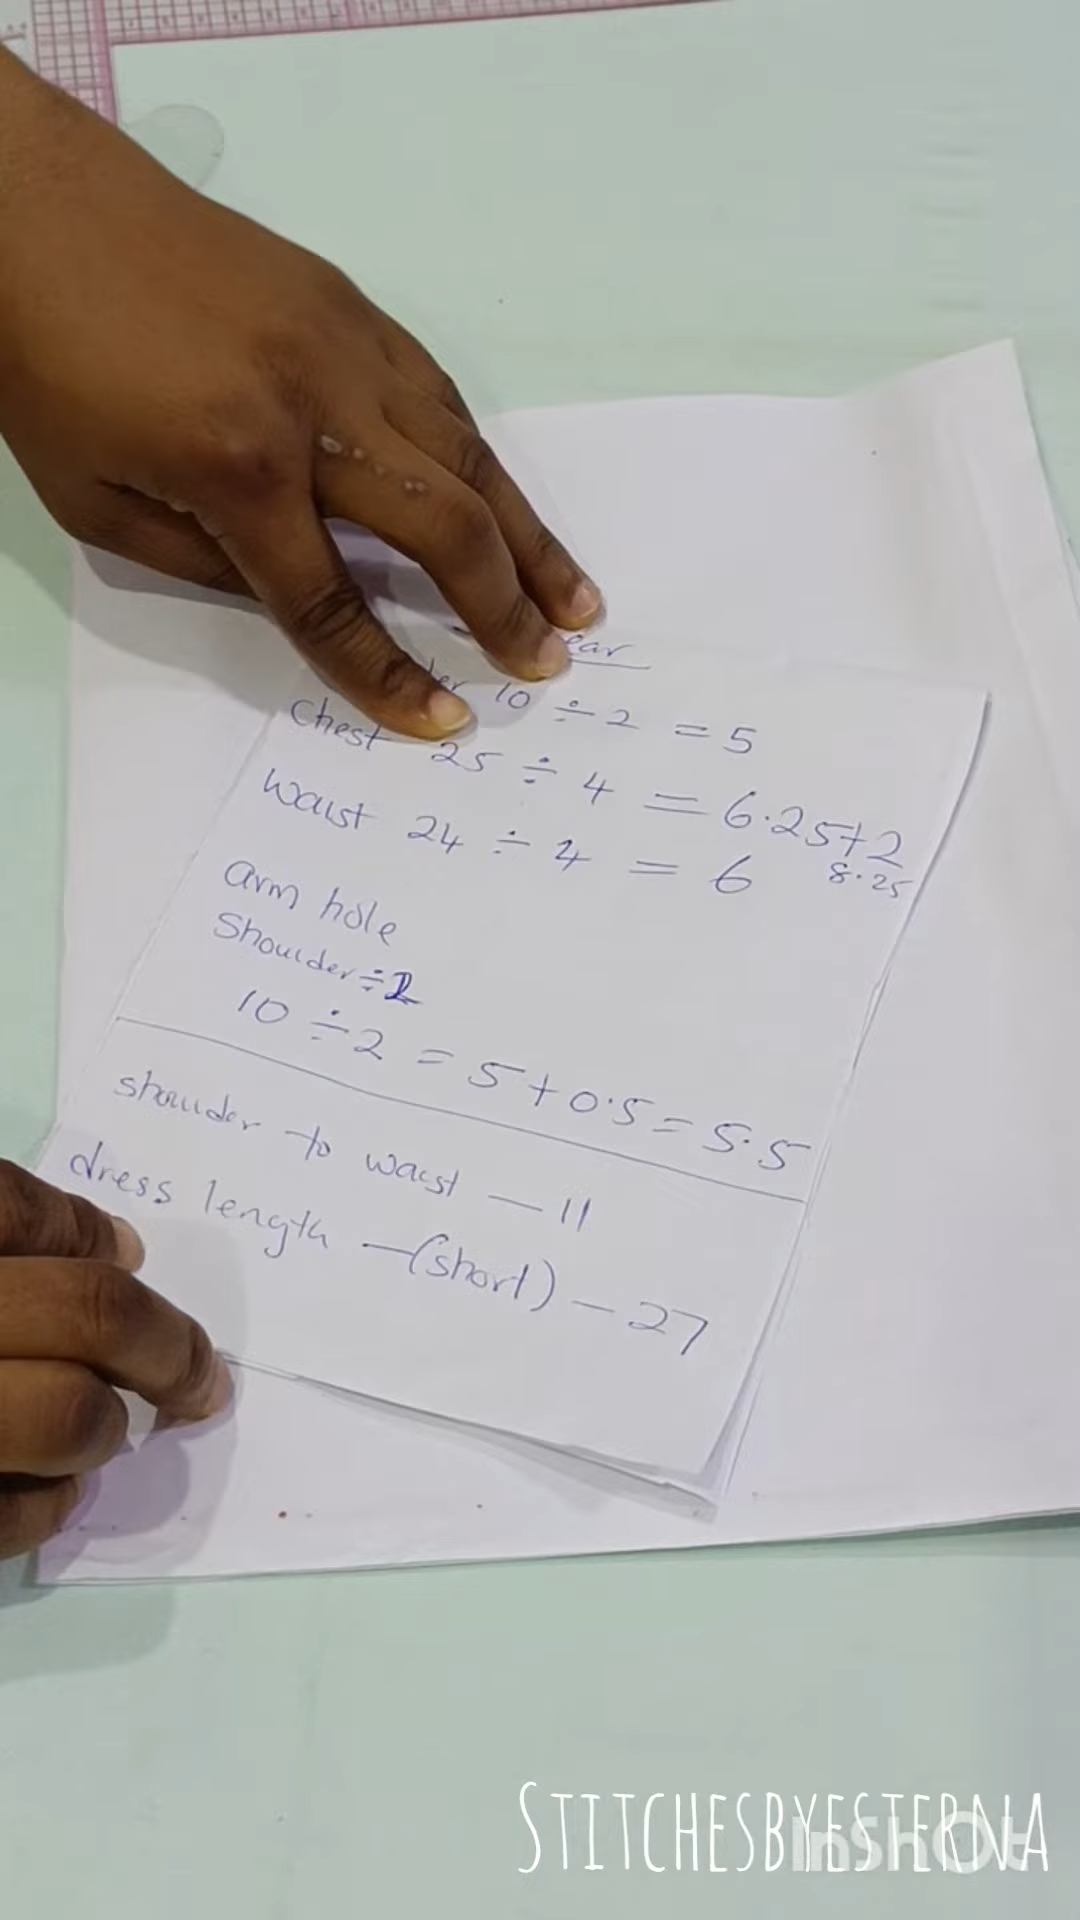 10 ÷ 2 = 5
Chest 25 ÷ 4 = 6.25+2
8.25
Waist 24 ÷ 4 = 6
arm hole
Shoulder ÷ 2
10 ÷ 2 = 5 + 0.5 = 5.5
shoulder to waist — 11
dress length — (short) — 27
STITCHESBYESTERNA
InShOt